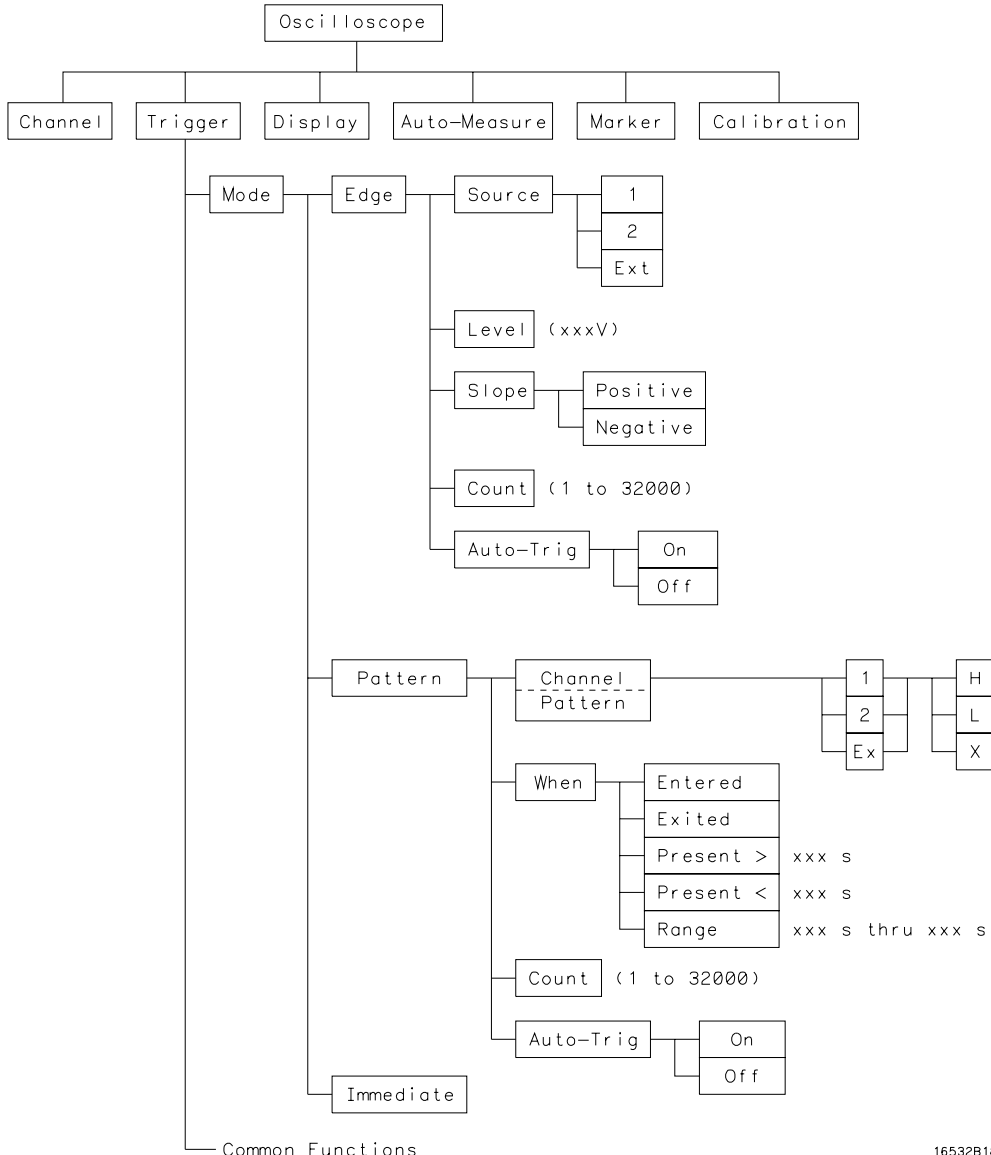 Oscilloscope
Channel Trigger Display Auto-Measure Marker Calibration
Mode Edge Source 1
2
Ext
Level (xxxV)
Slope Positive
Negative
Count (1 to 32000)
Auto-Trig On
Off
Pattern Channel 1 H
Pattern 2 L
Ex X
When Entered
Exited
Present > xxx s
Present < xxx s
Range xxx s thru xxx s
Count (1 to 32000)
Auto-Trig On
Off
Immediate
Common Functions